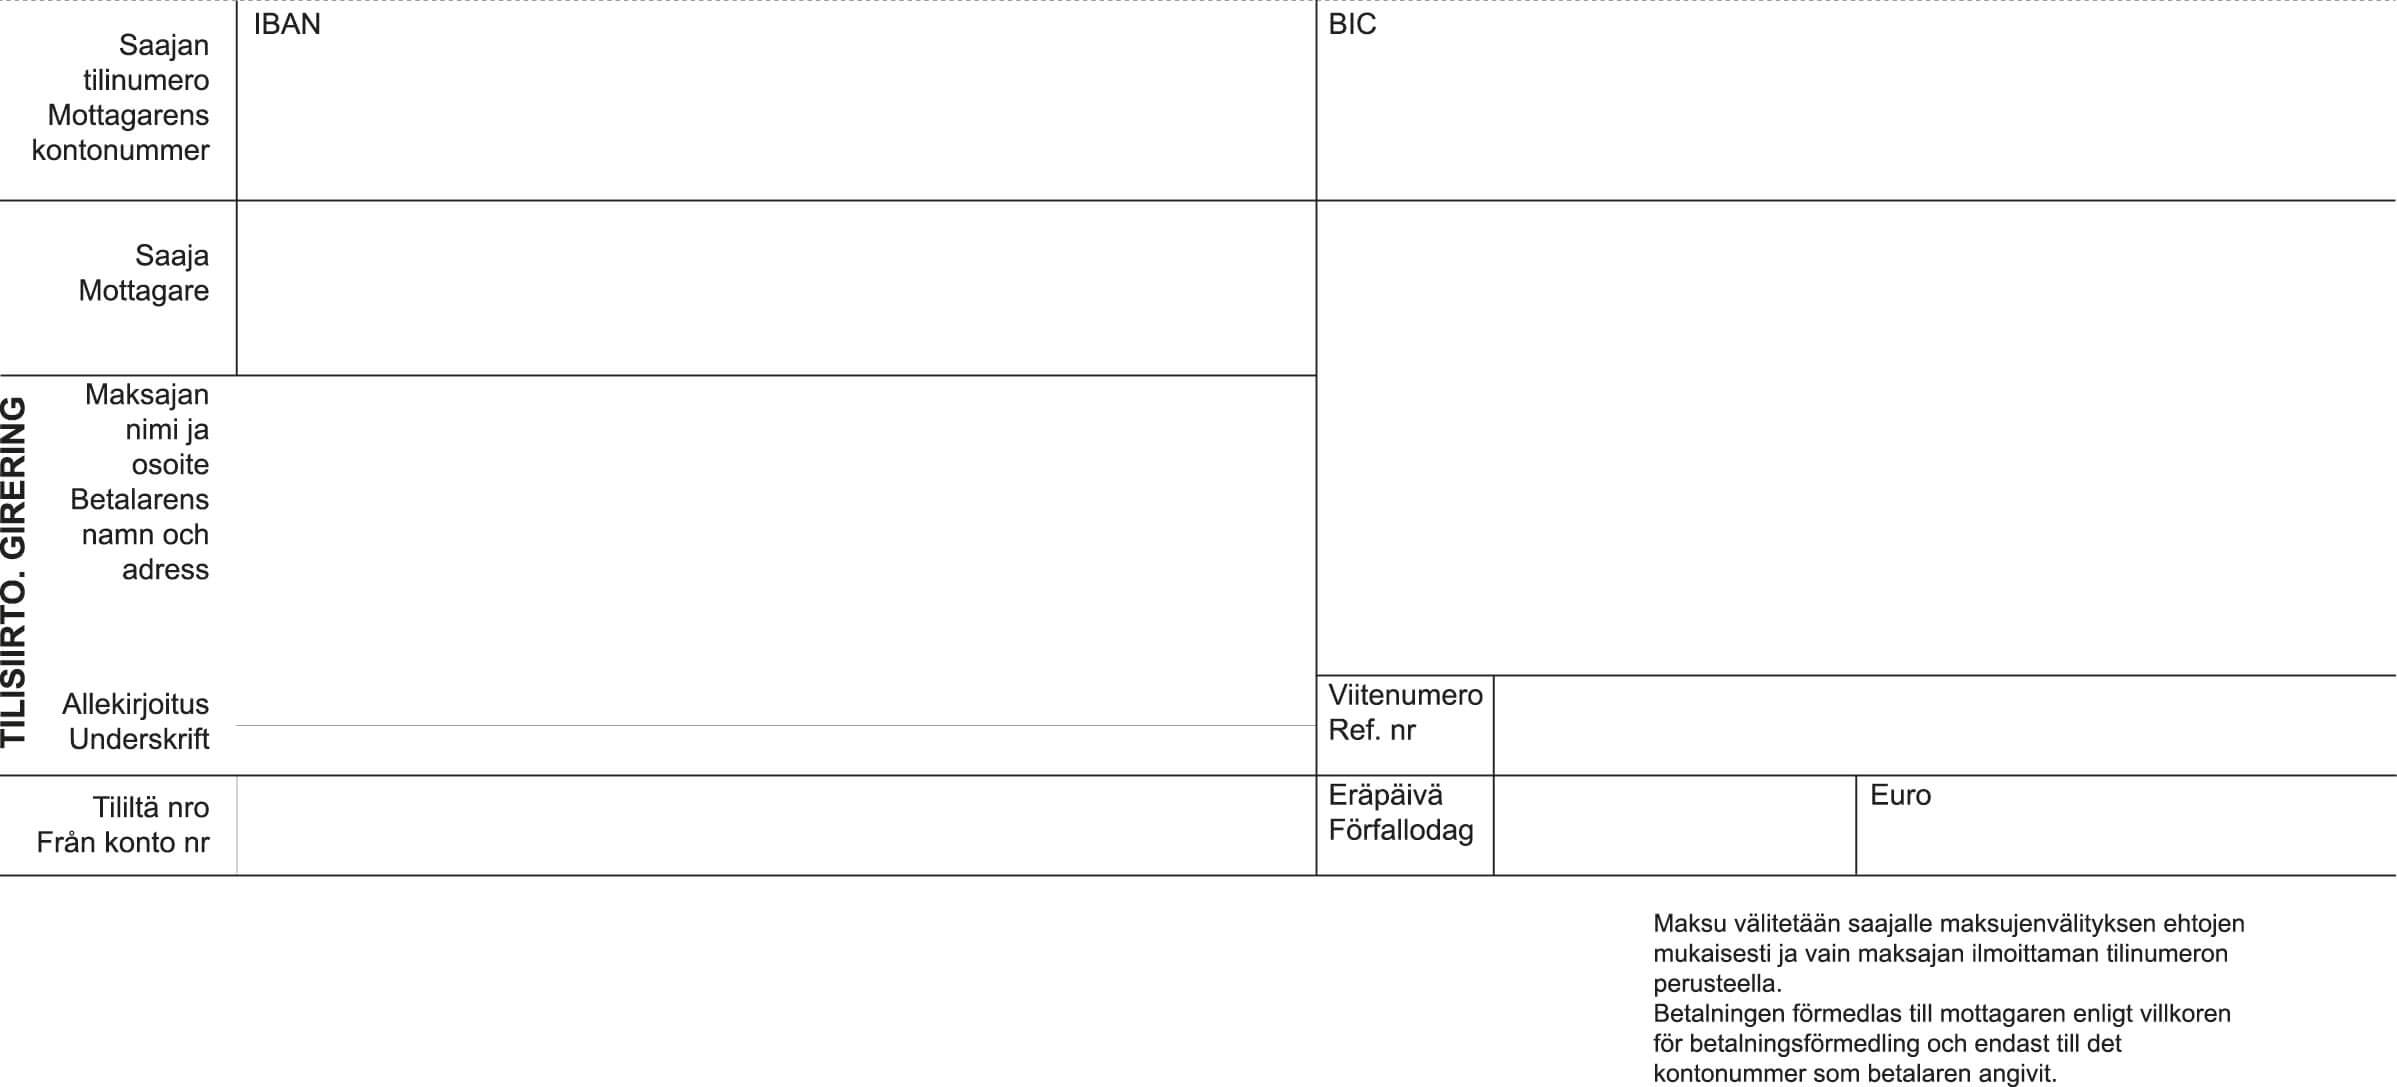 IBAN
BIC
Saajan
tilinumero
Mottagarens
kontonummer
Saaja
Mottagare
TILISIIRTO. GIRERING
Maksajan
nimi ja
osoite
Betalarens
namn och
adress
Allekirjoitus
Underskrift
Viitenumero
Ref. nr
Tililtä nro
Från konto nr
Eräpäivä
Förfallodag
Euro
Maksu välitetään saajalle maksujenvälityksen ehtojen
mukaisesti ja vain maksajan ilmoittaman tilinumeron
perusteella.
Betalningen förmedlas till mottagaren enligt villkoren
för betalningsförmedling och endast till det
kontonummer som betalaren angivit.